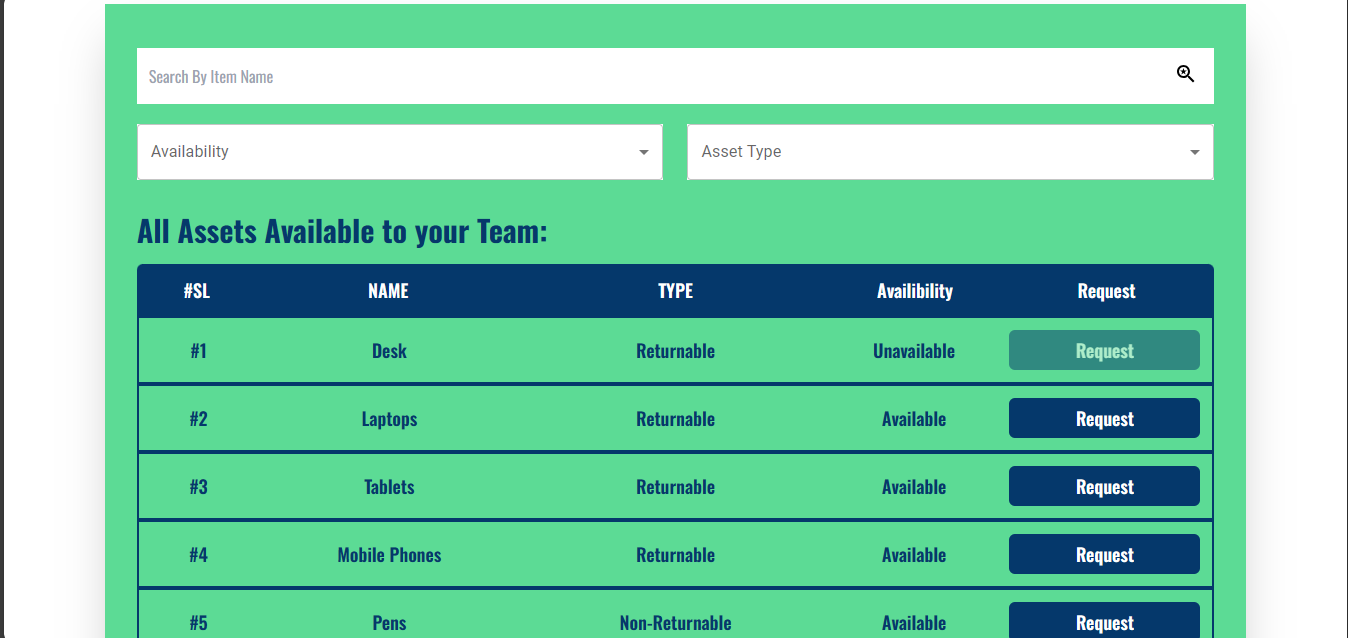 Search By Item Name
Availability Asset Type
All Assets Available to your Team:
#SL NAME TYPE Availibility Request
#1 Desk Returnable Unavailable Request
#2 Laptops Returnable Available Request
#3 Tablets Returnable Available Request
#4 Mobile Phones Returnable Available Request
#5 Pens Non-Returnable Available Request